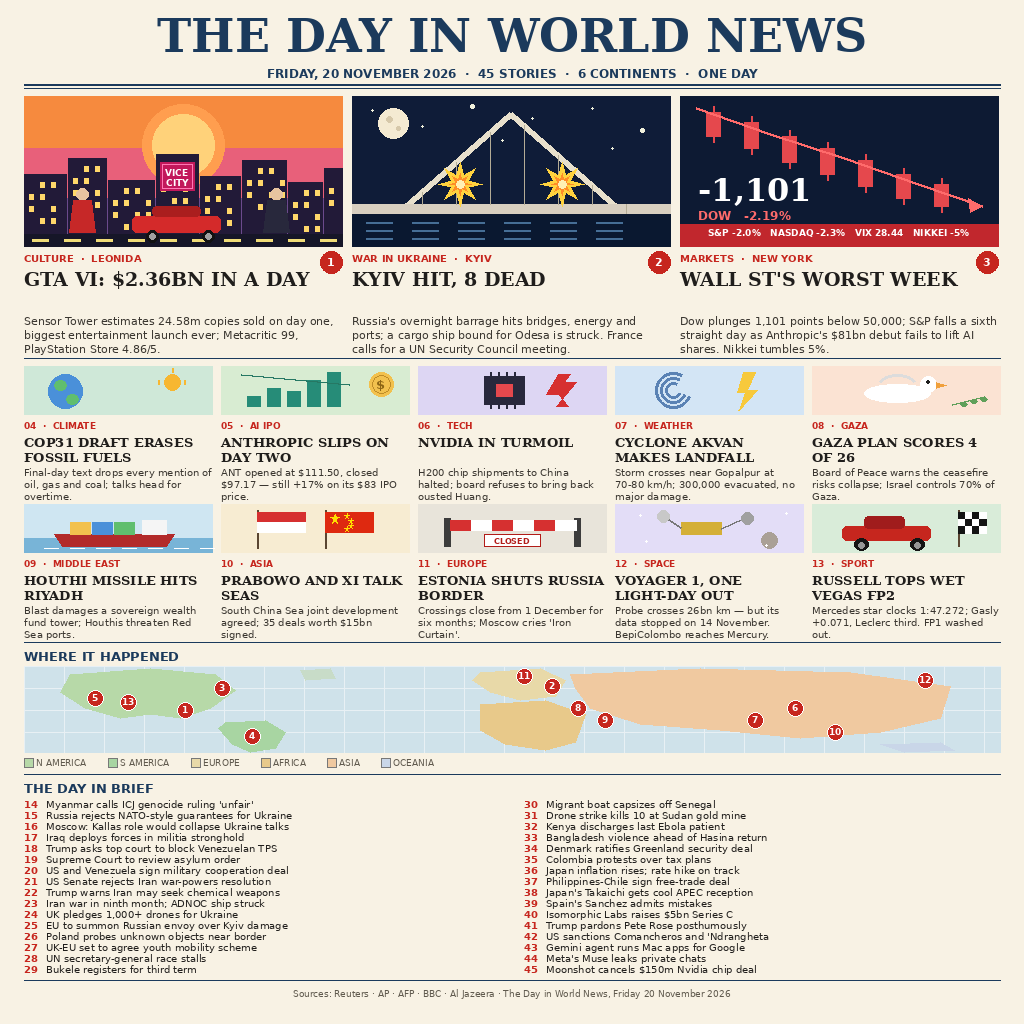 THE DAY IN WORLD NEWS
FRIDAY, 20 NOVEMBER 2026 · 45 STORIES · 6 CONTINENTS · ONE DAY
VICE
CITY
-1,101
DOW -2.19%
S&P -2.0% NASDAQ -2.3% VIX 28.44 NIKKEI -5%
CULTURE · LEONIDA
1
GTA VI: $2.36BN IN A DAY
Sensor Tower estimates 24.58m copies sold on day one,
biggest entertainment launch ever; Metacritic 99,
PlayStation Store 4.86/5.
WAR IN UKRAINE · KYIV
2
KYIV HIT, 8 DEAD
Russia's overnight barrage hits bridges, energy and
ports; a cargo ship bound for Odesa is struck. France
calls for a UN Security Council meeting.
MARKETS · NEW YORK
3
WALL ST'S WORST WEEK
Dow plunges 1,101 points below 50,000; S&P falls a sixth
straight day as Anthropic's $81bn debut fails to lift AI
shares. Nikkei tumbles 5%.
04 · CLIMATE
COP31 DRAFT ERASES
FOSSIL FUELS
Final-day text drops every mention of
oil, gas and coal; talks head for
overtime.
$
05 · AI IPO
ANTHROPIC SLIPS ON
DAY TWO
ANT opened at $111.50, closed
$97.17 — still +17% on its $83 IPO
price.
06 · TECH
NVIDIA IN TURMOIL
H200 chip shipments to China
halted; board refuses to bring back
ousted Huang.
07 · WEATHER
CYCLONE AKVAN
MAKES LANDFALL
Storm crosses near Gopalpur at
70-80 km/h; 300,000 evacuated, no
major damage.
08 · GAZA
GAZA PLAN SCORES 4
OF 26
Board of Peace warns the ceasefire
risks collapse; Israel controls 70% of
Gaza.
09 · MIDDLE EAST
HOUTHI MISSILE HITS
RIYADH
Blast damages a sovereign wealth
fund tower; Houthis threaten Red
Sea ports.
10 · ASIA
PRABOWO AND XI TALK
SEAS
South China Sea joint development
agreed; 35 deals worth $15bn
signed.
CLOSED
11 · EUROPE
ESTONIA SHUTS RUSSIA
BORDER
Crossings close from 1 December for
six months; Moscow cries 'Iron
Curtain'.
12 · SPACE
VOYAGER 1, ONE
LIGHT-DAY OUT
Probe crosses 26bn km — but its
data stopped on 14 November.
BepiColombo reaches Mercury.
13 · SPORT
RUSSELL TOPS WET
VEGAS FP2
Mercedes star clocks 1:47.272; Gasly
+0.071, Leclerc third. FP1 washed
out.
WHERE IT HAPPENED
5
13
1
3
4
11
2
8
9
7
6
10
12
N AMERICA
S AMERICA
EUROPE
AFRICA
ASIA
OCEANIA
THE DAY IN BRIEF
14 Myanmar calls ICJ genocide ruling 'unfair'
15 Russia rejects NATO-style guarantees for Ukraine
16 Moscow: Kallas role would collapse Ukraine talks
17 Iraq deploys forces in militia stronghold
18 Trump asks top court to block Venezuelan TPS
19 Supreme Court to review asylum order
20 US and Venezuela sign military cooperation deal
21 US Senate rejects Iran war-powers resolution
22 Trump warns Iran may seek chemical weapons
23 Iran war in ninth month; ADNOC ship struck
24 UK pledges 1,000+ drones for Ukraine
25 EU to summon Russian envoy over Kyiv damage
26 Poland probes unknown objects near border
27 UK-EU set to agree youth mobility scheme
28 UN secretary-general race stalls
29 Bukele registers for third term
30 Migrant boat capsizes off Senegal
31 Drone strike kills 10 at Sudan gold mine
32 Kenya discharges last Ebola patient
33 Bangladesh violence ahead of Hasina return
34 Denmark ratifies Greenland security deal
35 Colombia protests over tax plans
36 Japan inflation rises; rate hike on track
37 Philippines-Chile sign free-trade deal
38 Japan's Takaichi gets cool APEC reception
39 Spain's Sanchez admits mistakes
40 Isomorphic Labs raises $5bn Series C
41 Trump pardons Pete Rose posthumously
42 US sanctions Comancheros and 'Ndrangheta
43 Gemini agent runs Mac apps for Google
44 Meta's Muse leaks private chats
45 Moonshot cancels $150m Nvidia chip deal
Sources: Reuters · AP · AFP · BBC · Al Jazeera · The Day in World News, Friday 20 November 2026